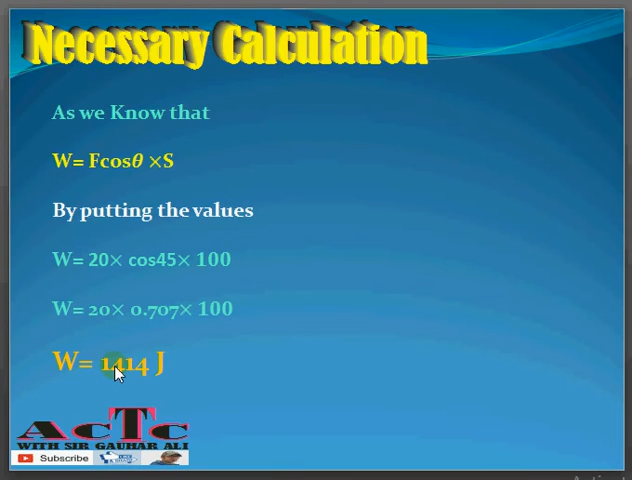 Necessary Calculation
As we Know that
W= Fcosθ ×S
By putting the values
W= 20× cos45× 100
W= 20× 0.707× 100
W= 1414 J
AcTc
WITH SIR GAUHAR ALI
Subscribe